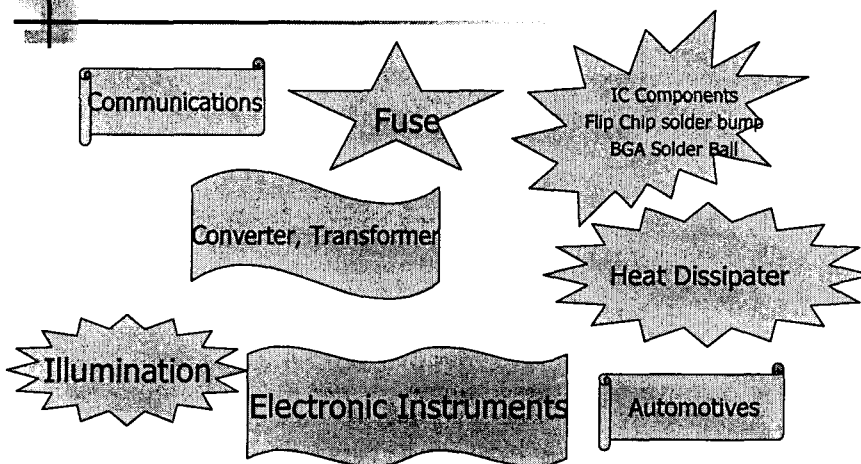 Communications
Fuse
IC Components
Flip Chip solder bump
BGA Solder Ball
Converter, Transformer
Heat Dissipater
Illumination
Electronic Instruments
Automotives